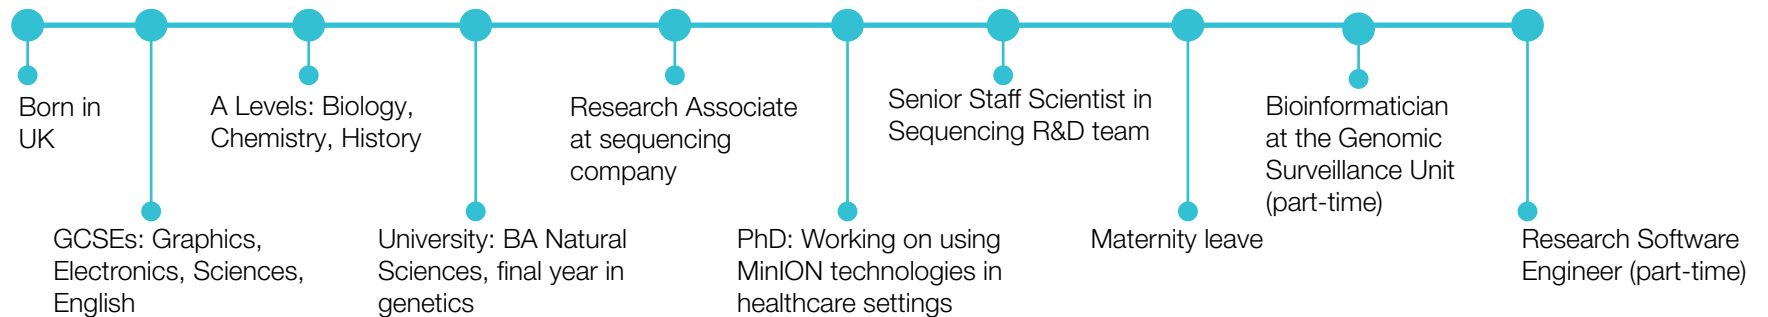 Born in
UK
GCSEs: Graphics,
Electronics, Sciences,
English
A Levels: Biology,
Chemistry, History
University: BA Natural
Sciences, final year in
genetics
Research Associate
at sequencing
company
PhD: Working on using
MinION technologies in
healthcare settings
Senior Staff Scientist in
Sequencing R&D team
Maternity leave
Bioinformatician
at the Genomic
Surveillance Unit
(part-time)
Research Software
Engineer (part-time)